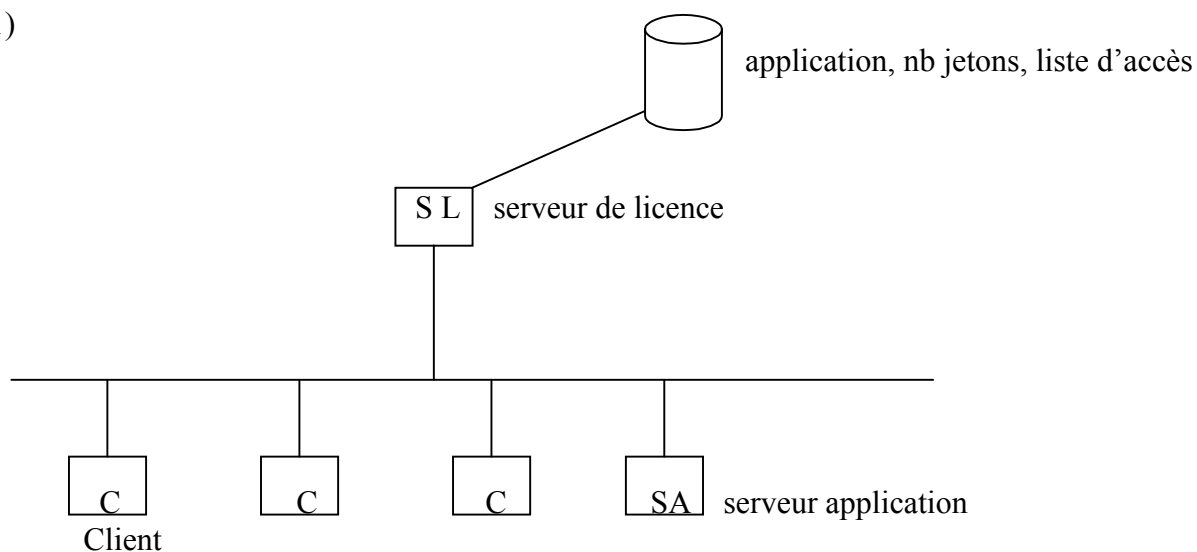 )
application, nb jetons, liste d'accès
S L serveur de licence
C C C SA serveur application
Client